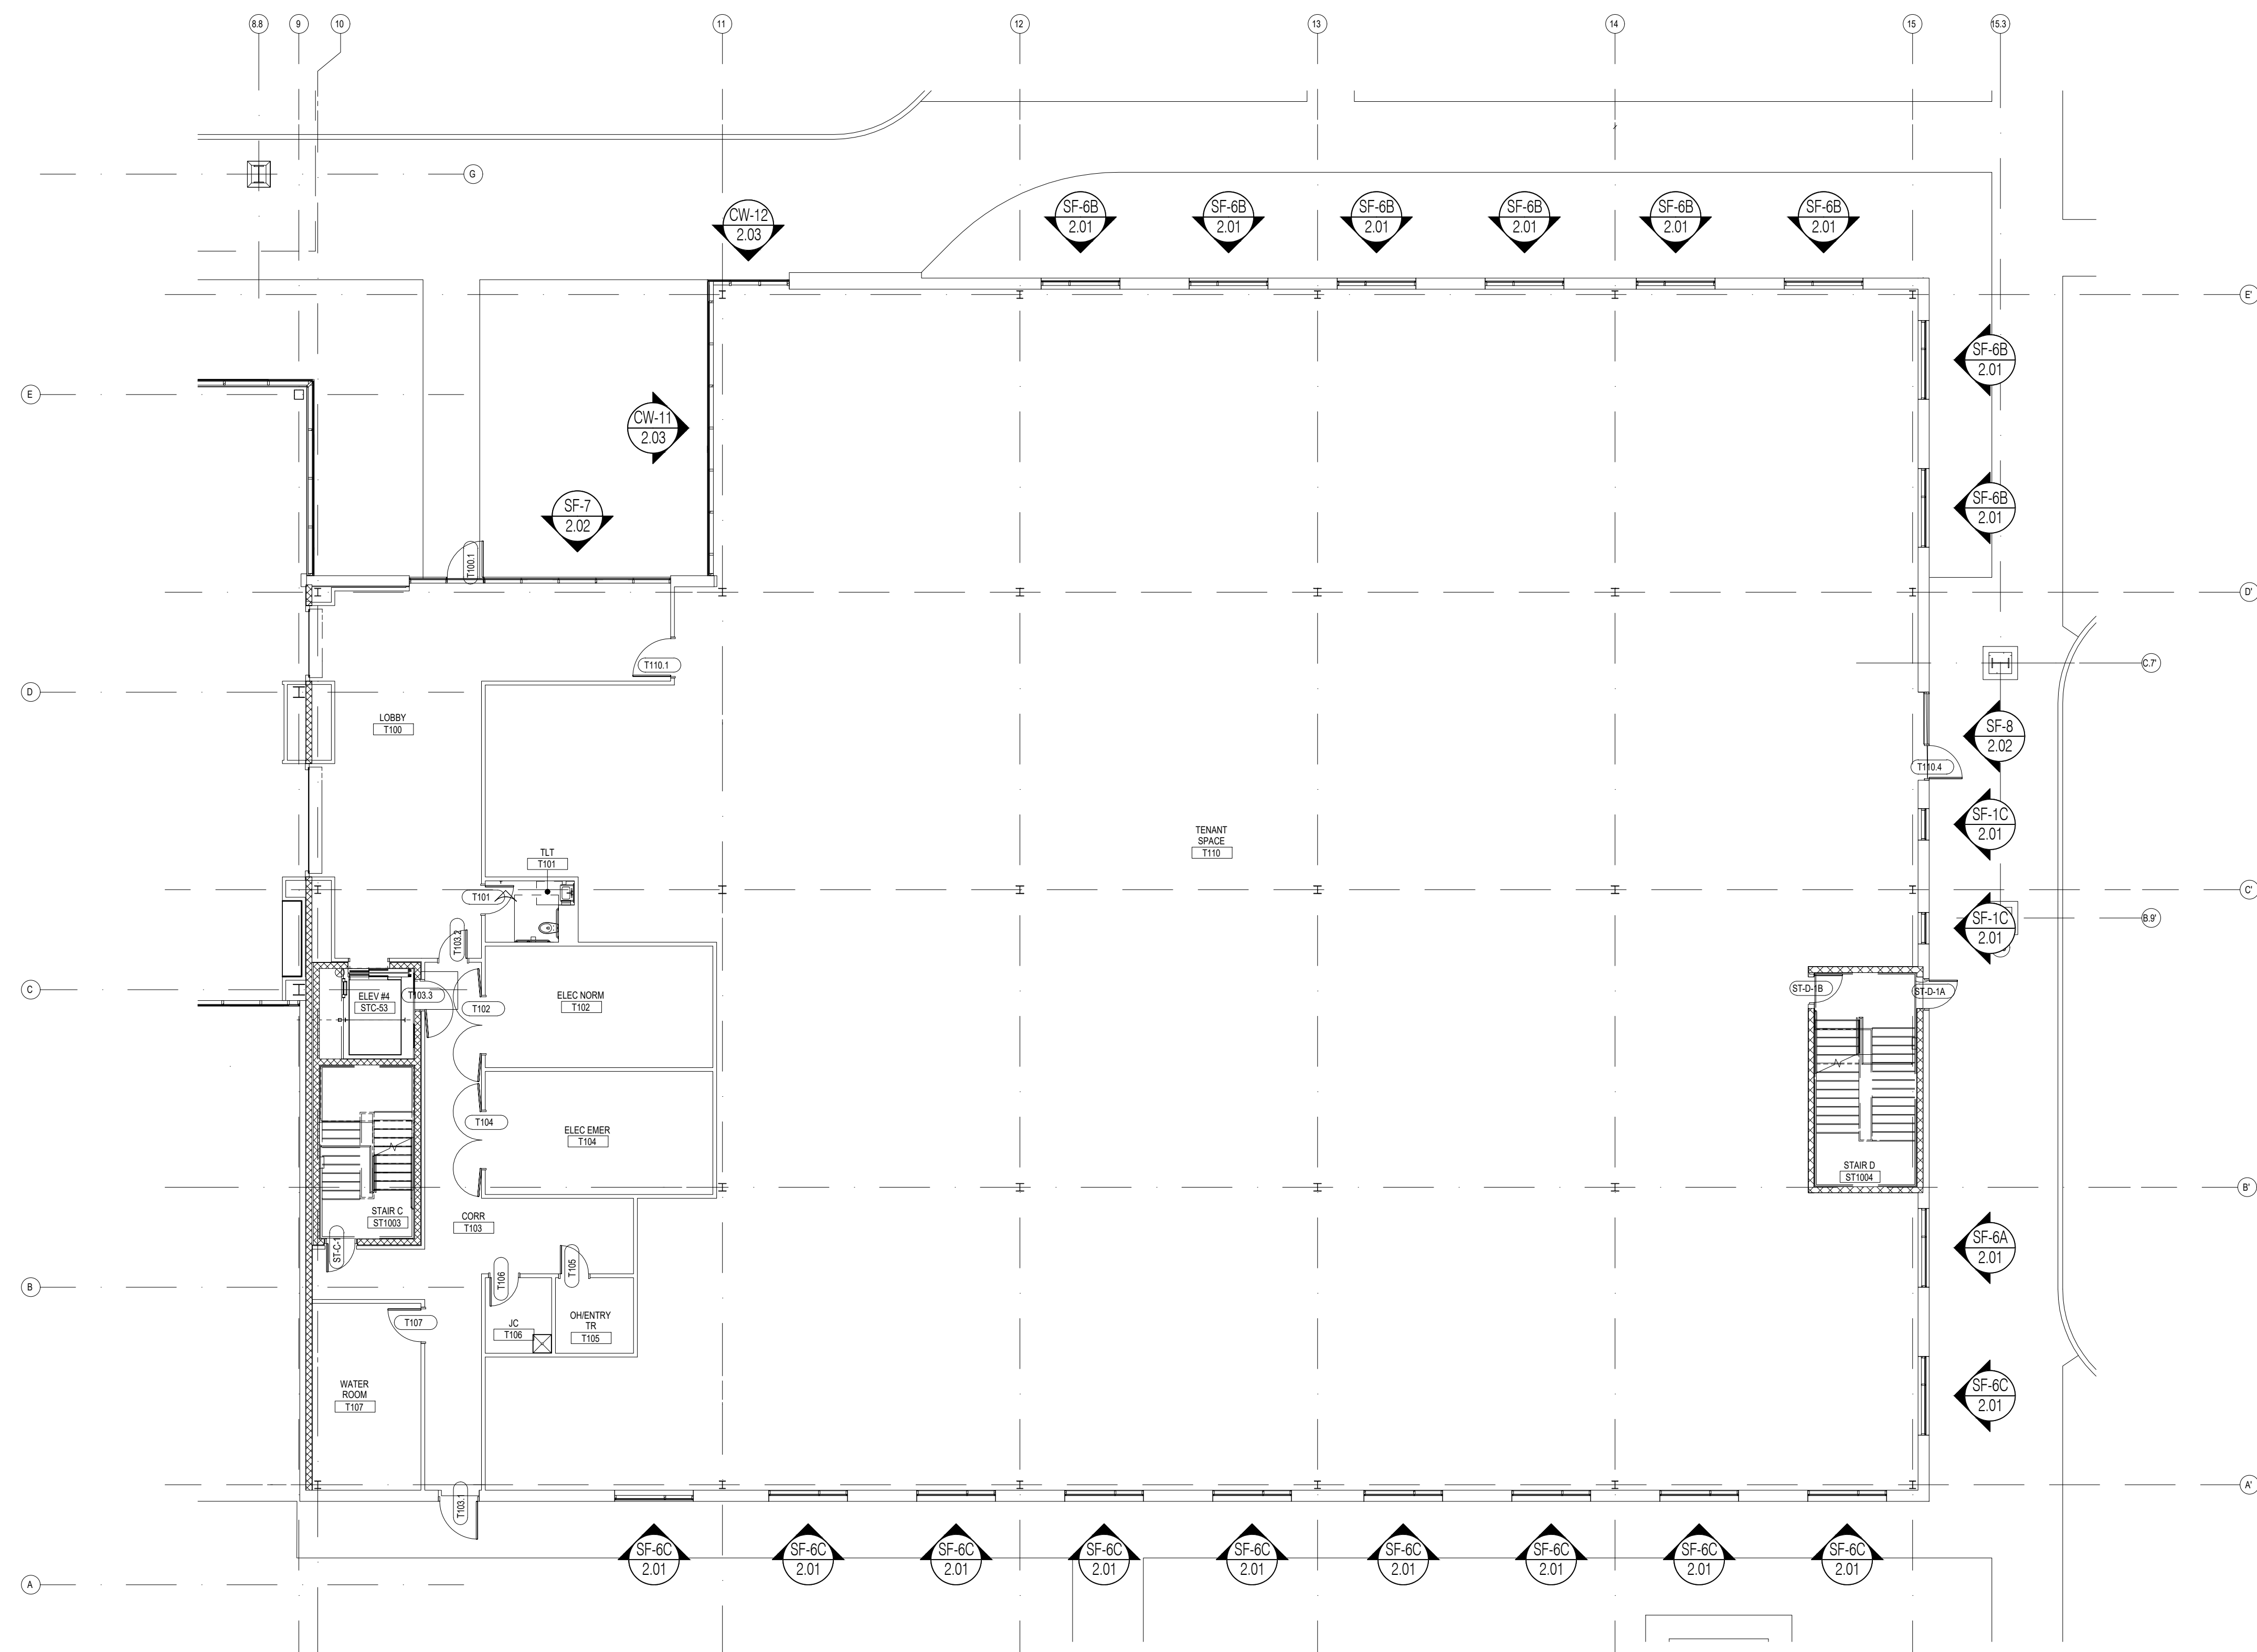 8.8
9
10
11
12
13
14
15
15.3
G
CW-12
2.03
SF-6B
2.01
SF-6B
2.01
SF-6B
2.01
SF-6B
2.01
SF-6B
2.01
SF-6B
2.01
E'
SF-6B
2.01
E
CW-11
2.03
SF-7
2.02
SF-6B
2.01
T100.1
D'
T110.1
C.7'
D
LOBBY
T100
SF-8
2.02
T110.4
SF-1C
2.01
TENANT
SPACE
T110
TLT
T101
T101
C'
B.9'
SF-1C
2.01
T103.2
C
ELEV #4
STC-53
T103.3
T102
ELEC NORM
T102
ST-D-1B
ST-D-1A
T104
ELEC EMER
T104
STAIR D
ST1004
B'
STAIR C
ST1003
CORR
T103
ST-C-1
SF-6A
2.01
T106
T105
B
T107
JC
T106
OH/ENTRY
TR
T105
WATER
ROOM
T107
SF-6C
2.01
A'
T103.1
SF-6C
2.01
SF-6C
2.01
SF-6C
2.01
SF-6C
2.01
SF-6C
2.01
SF-6C
2.01
SF-6C
2.01
SF-6C
2.01
SF-6C
2.01
A